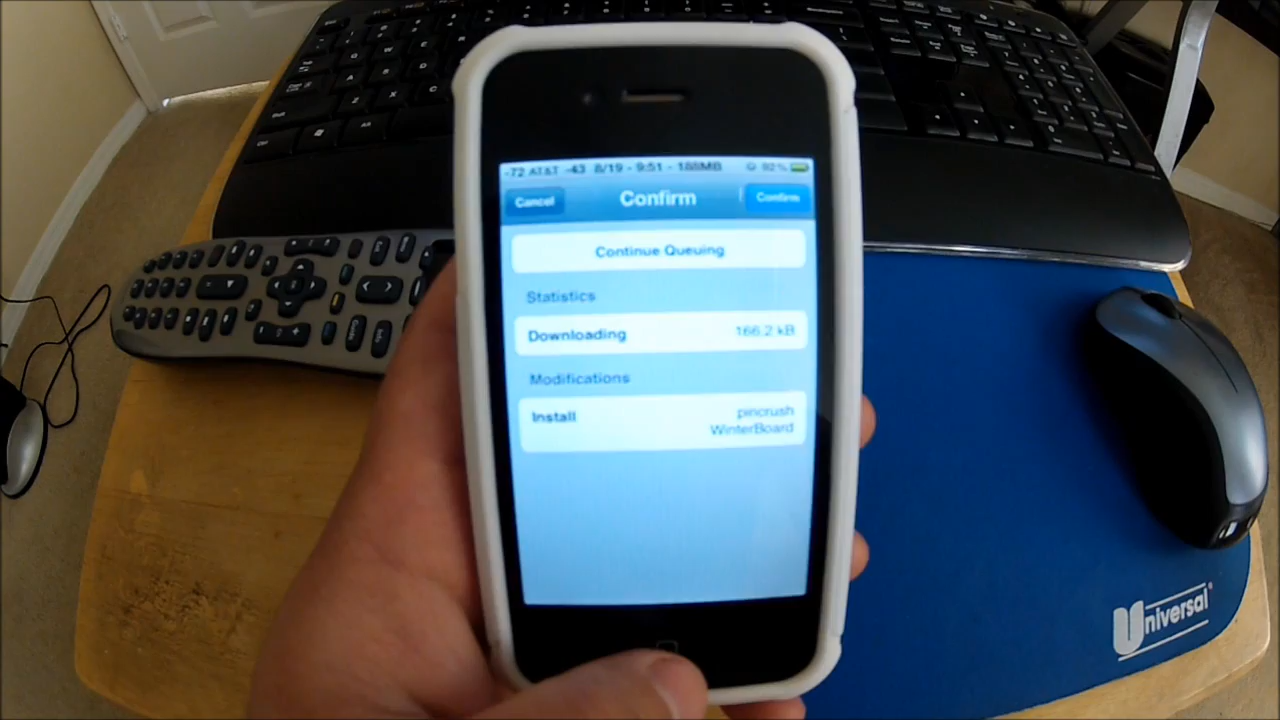 -72 AT&T -43 8/19 - 9:51 - 188MB 92%
Cancel
Confirm
Confirm
Continue Queuing
Statistics
Downloading 166.2 kB
Modifications
Install pincrush
WinterBoard
Universal